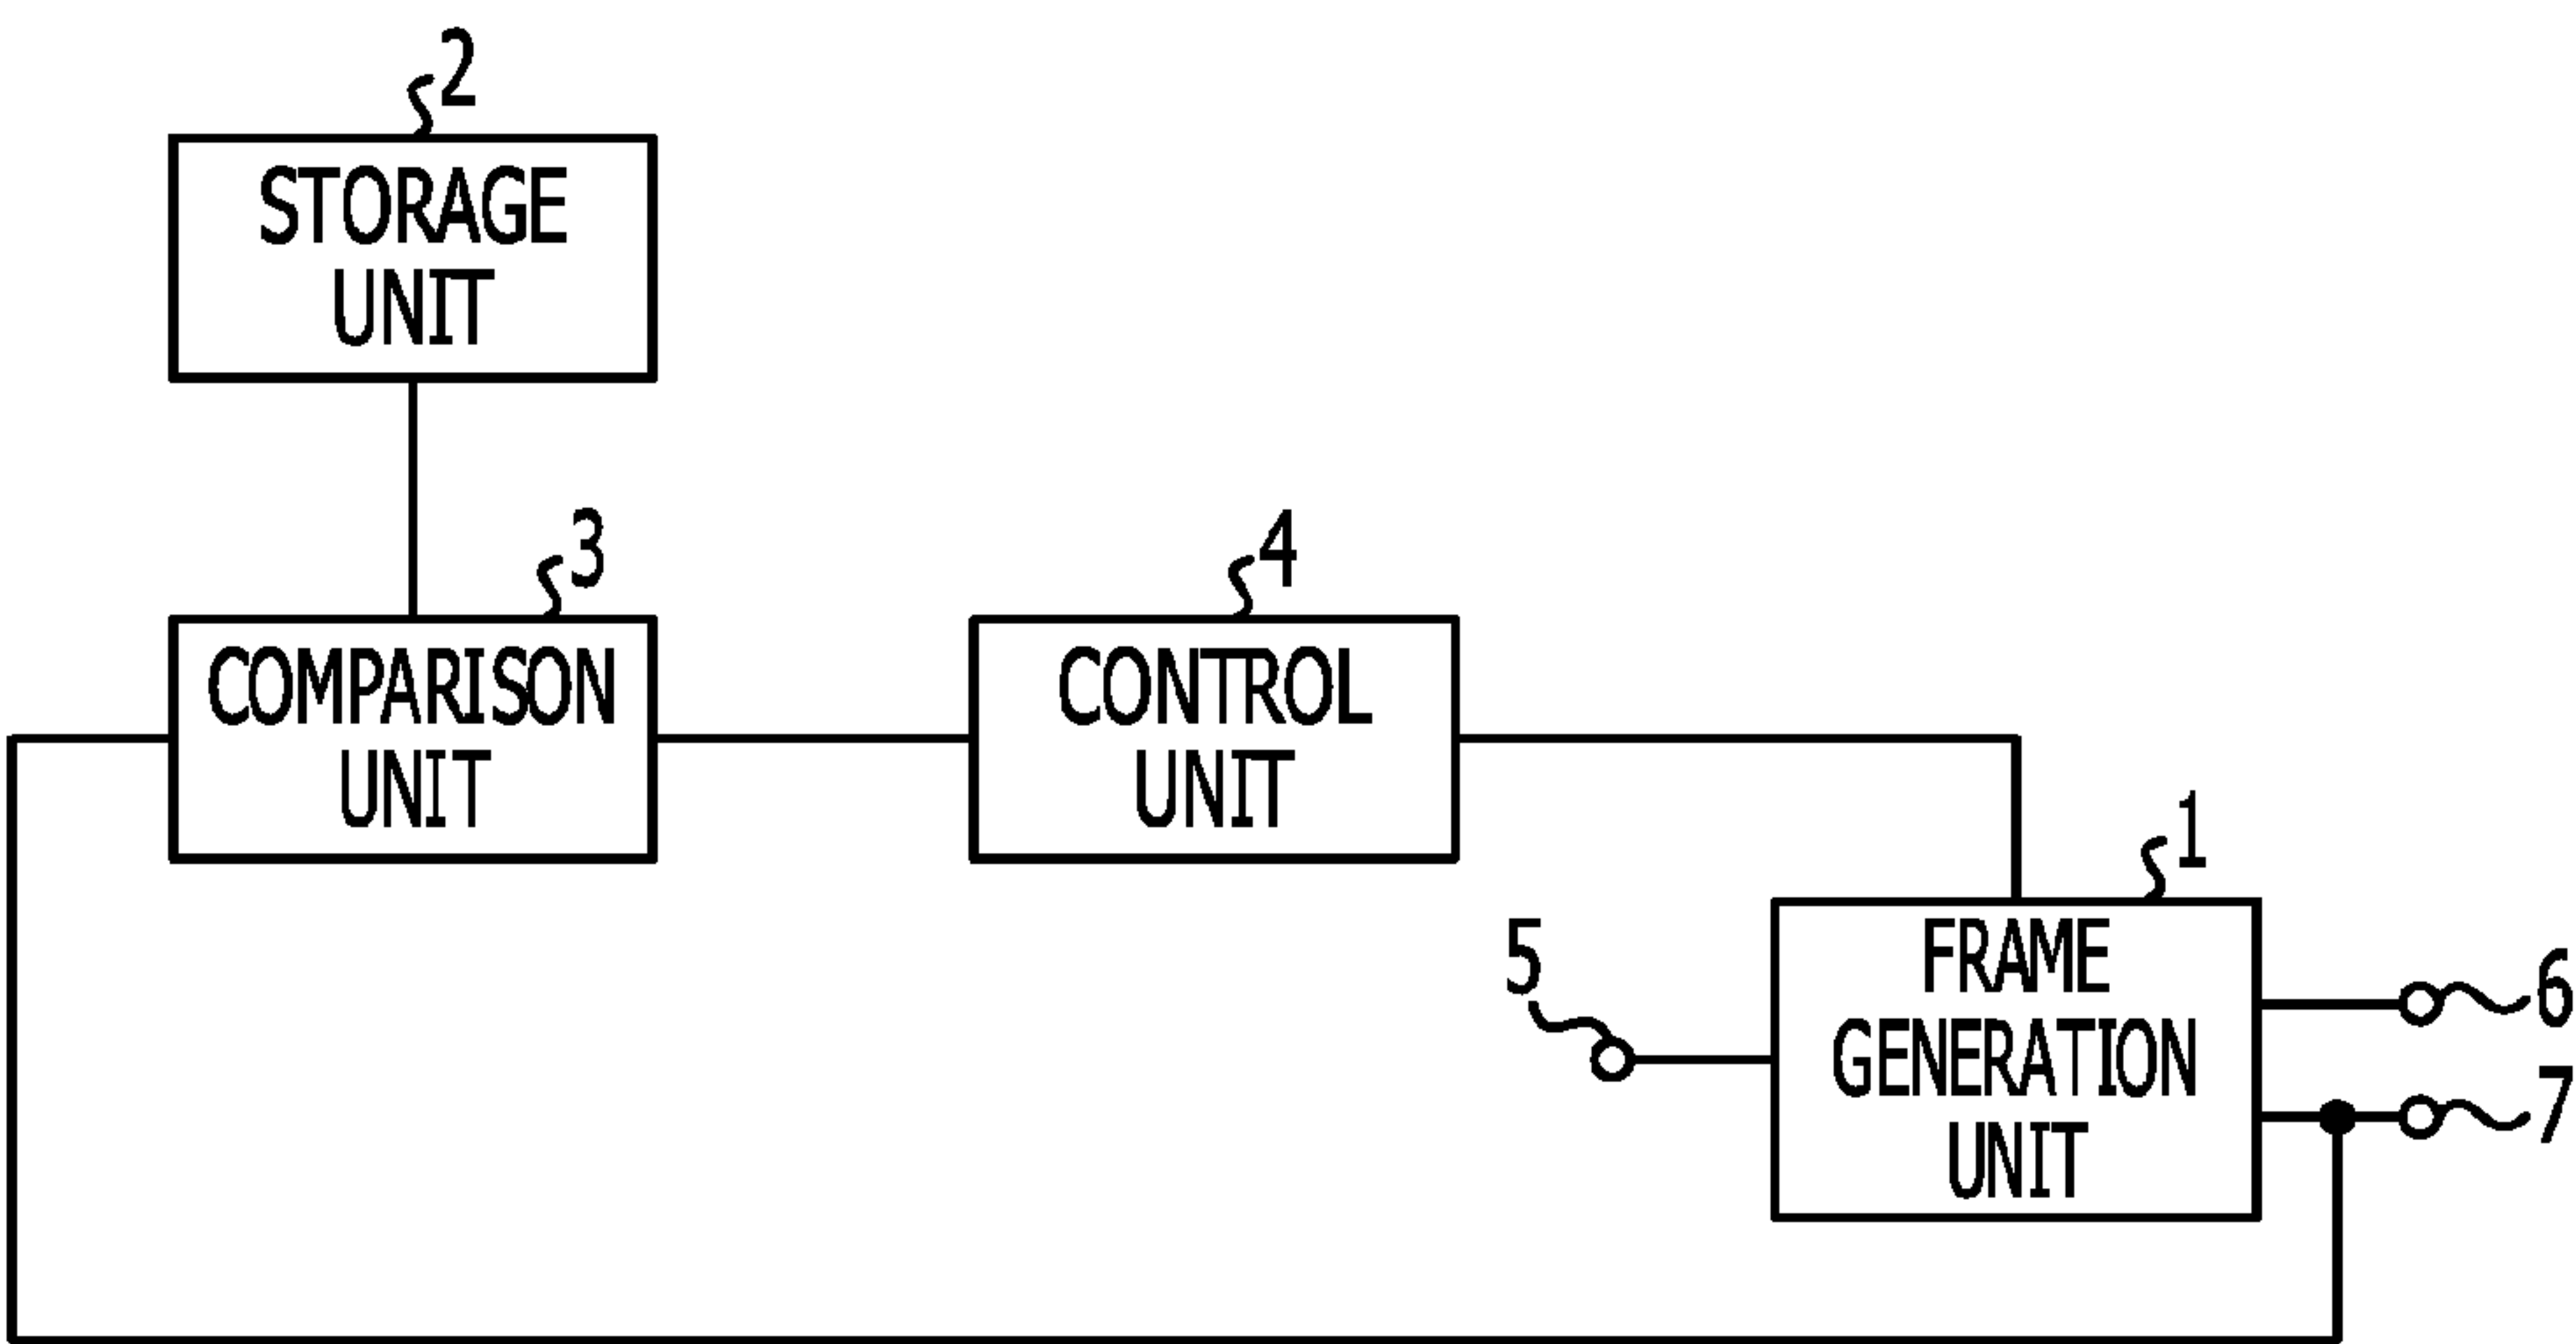 2
STORAGE
UNIT
3
COMPARISON
UNIT
4
CONTROL
UNIT
1
FRAME
GENERATION
UNIT
5
6
7